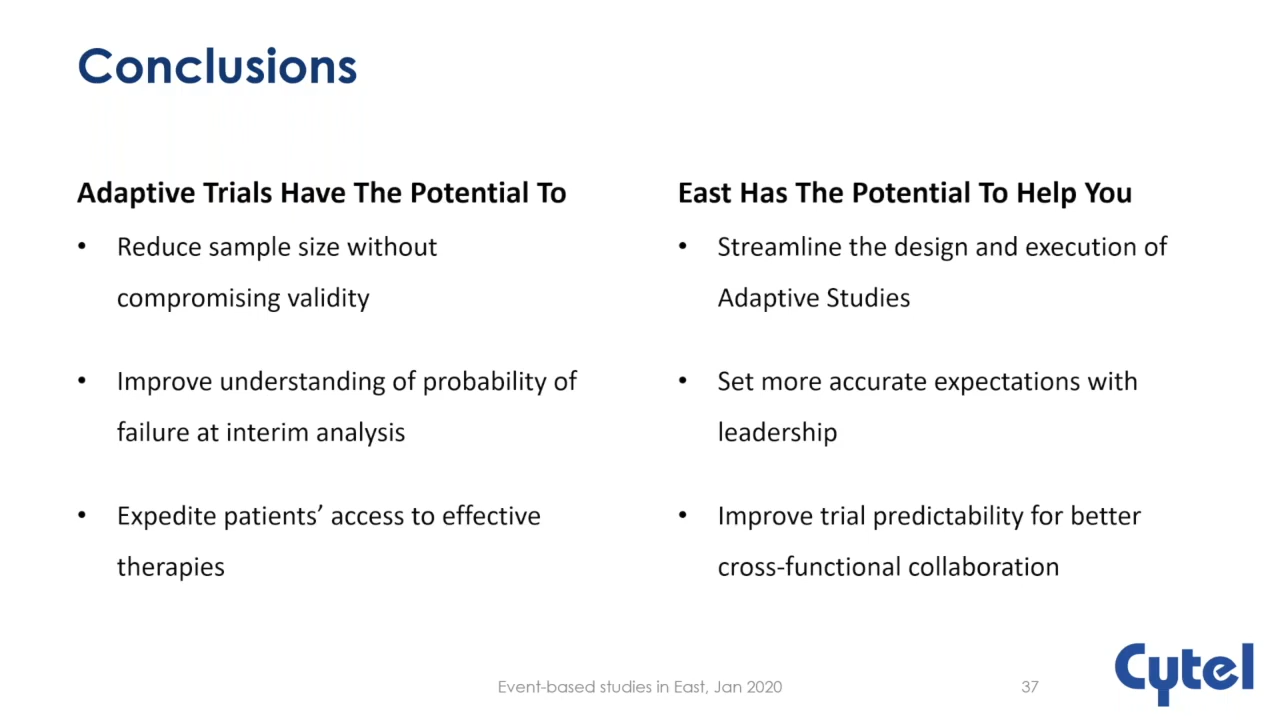 Conclusions
Adaptive Trials Have The Potential To
• Reduce sample size without
compromising validity
• Improve understanding of probability of
failure at interim analysis
• Expedite patients’ access to effective
therapies
East Has The Potential To Help You
• Streamline the design and execution of
Adaptive Studies
• Set more accurate expectations with
leadership
• Improve trial predictability for better
cross-functional collaboration
Event-based studies in East, Jan 2020
37
Cytel